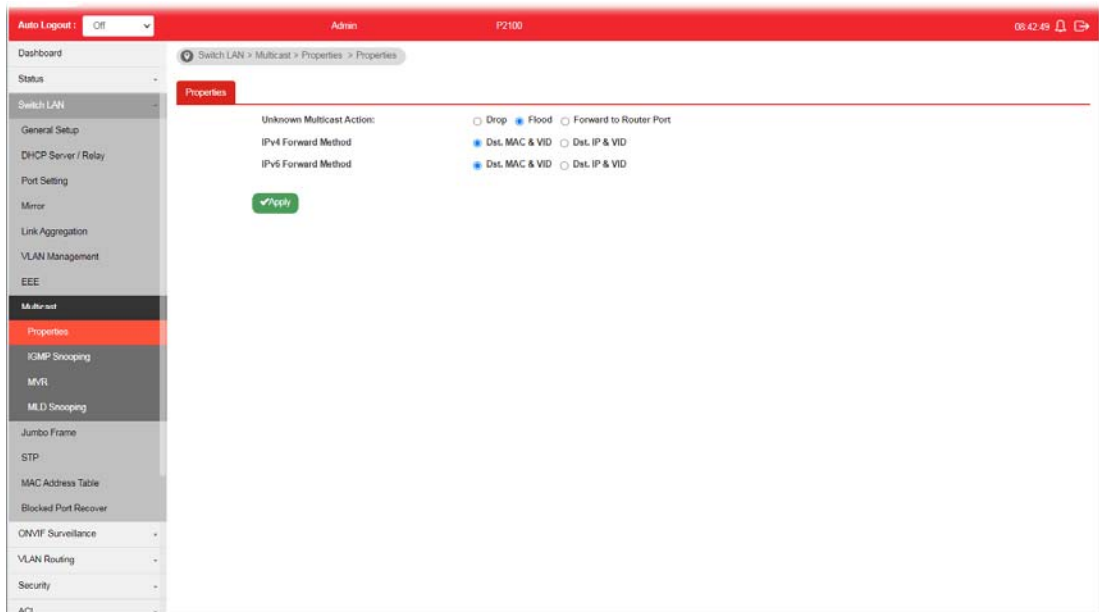 Auto Logout : Off Admin P2100 08:42:49
Dashboard
Switch LAN > Multicast > Properties > Properties
Status
Properties
Switch LAN
Unknown Multicast Action: Drop Flood Forward to Router Port
General Setup
IPv4 Forward Method Dst. MAC & VID Dst. IP & VID
DHCP Server / Relay
IPv6 Forward Method Dst. MAC & VID Dst. IP & VID
Port Setting
Apply
Mirror
Link Aggregation
VLAN Management
EEE
Multicast
Properties
IGMP Snooping
MVR
MLD Snooping
Jumbo Frame
STP
MAC Address Table
Blocked Port Recover
ONVIF Surveillance
VLAN Routing
Security
ACL